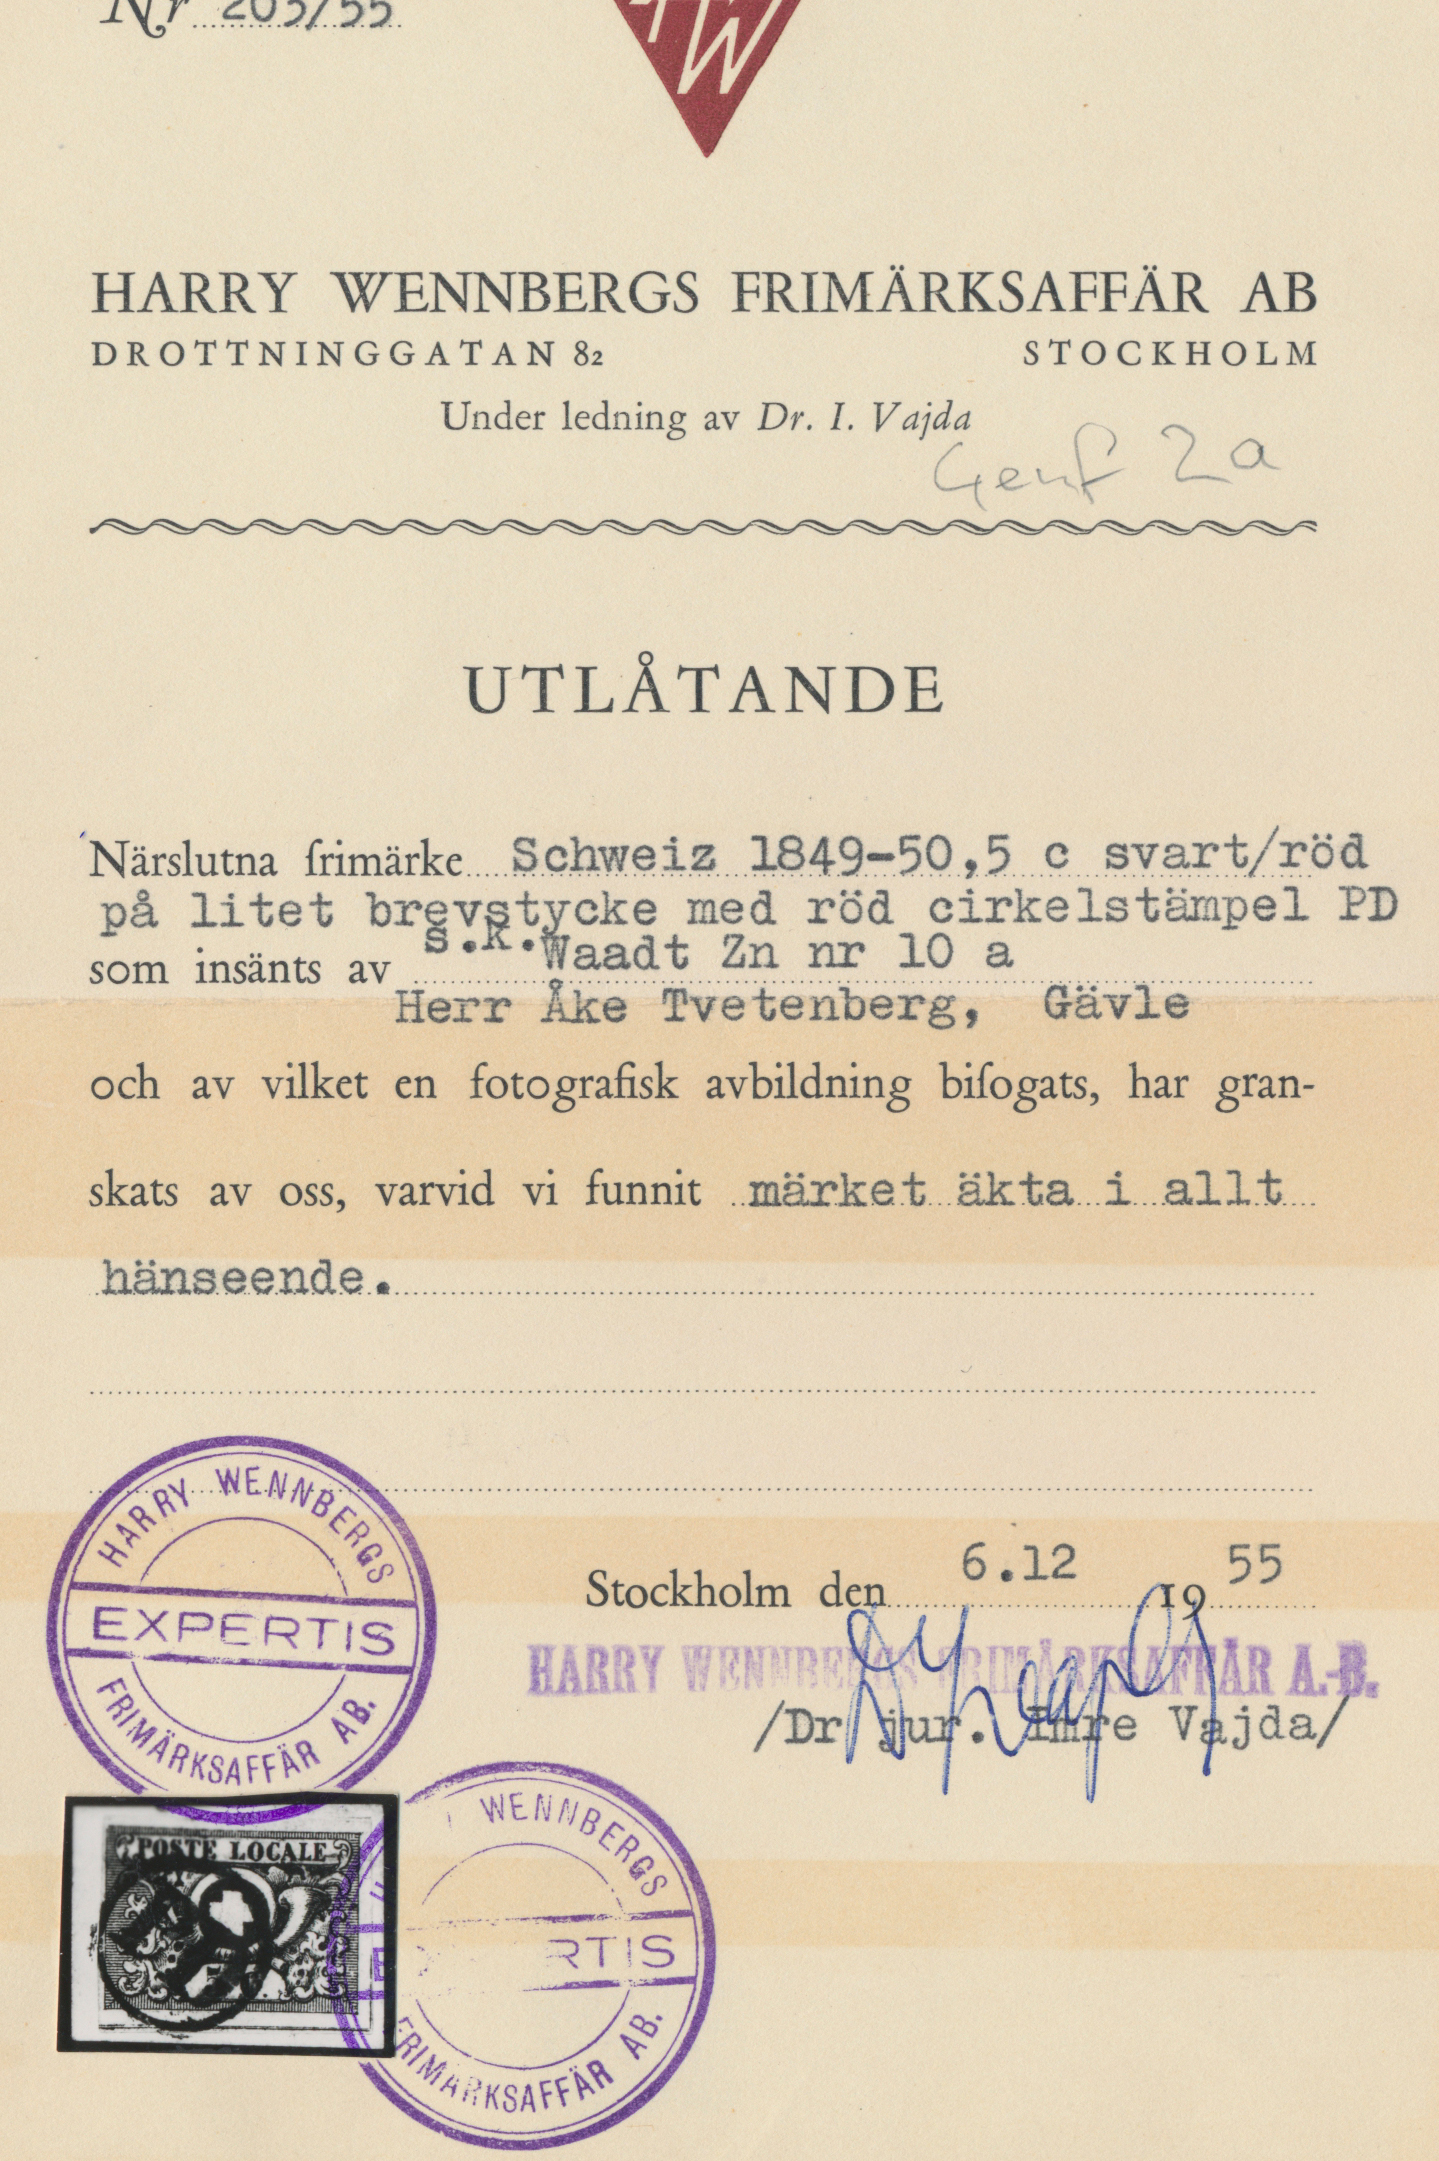 Nr 203/55
HW
HARRY WENNBERGS FRIMÄRKSAFFÄR AB
DROTTNINGGATAN 82 STOCKHOLM
Under ledning av Dr. I. Vajda
Genf 2a
UTLÅTANDE
Närslutna frimärke Schweiz 1849-50,5 c svart/röd
på litet brevstycke med röd cirkelstämpel PD
s.k. Waadt Zn nr 10 a
som insänts av
Herr Åke Tvetenberg, Gävle
och av vilket en fotografisk avbildning bifogats, har gran-
skats av oss, varvid vi funnit märket äkta i allt
hänseende.
HARRY WENNBERGS
EXPERTIS
FRIMÄRKSAFFÄR AB.
Stockholm den 6.12 1955
HARRY WENNBERGS FRIMÄRKSAFFÄR A.-B.
/Dr jur. Imre Vajda/
POSTE LOCALE
WENNBERGS
E RTIS
FRIMÄRKSAFFÄR AB.